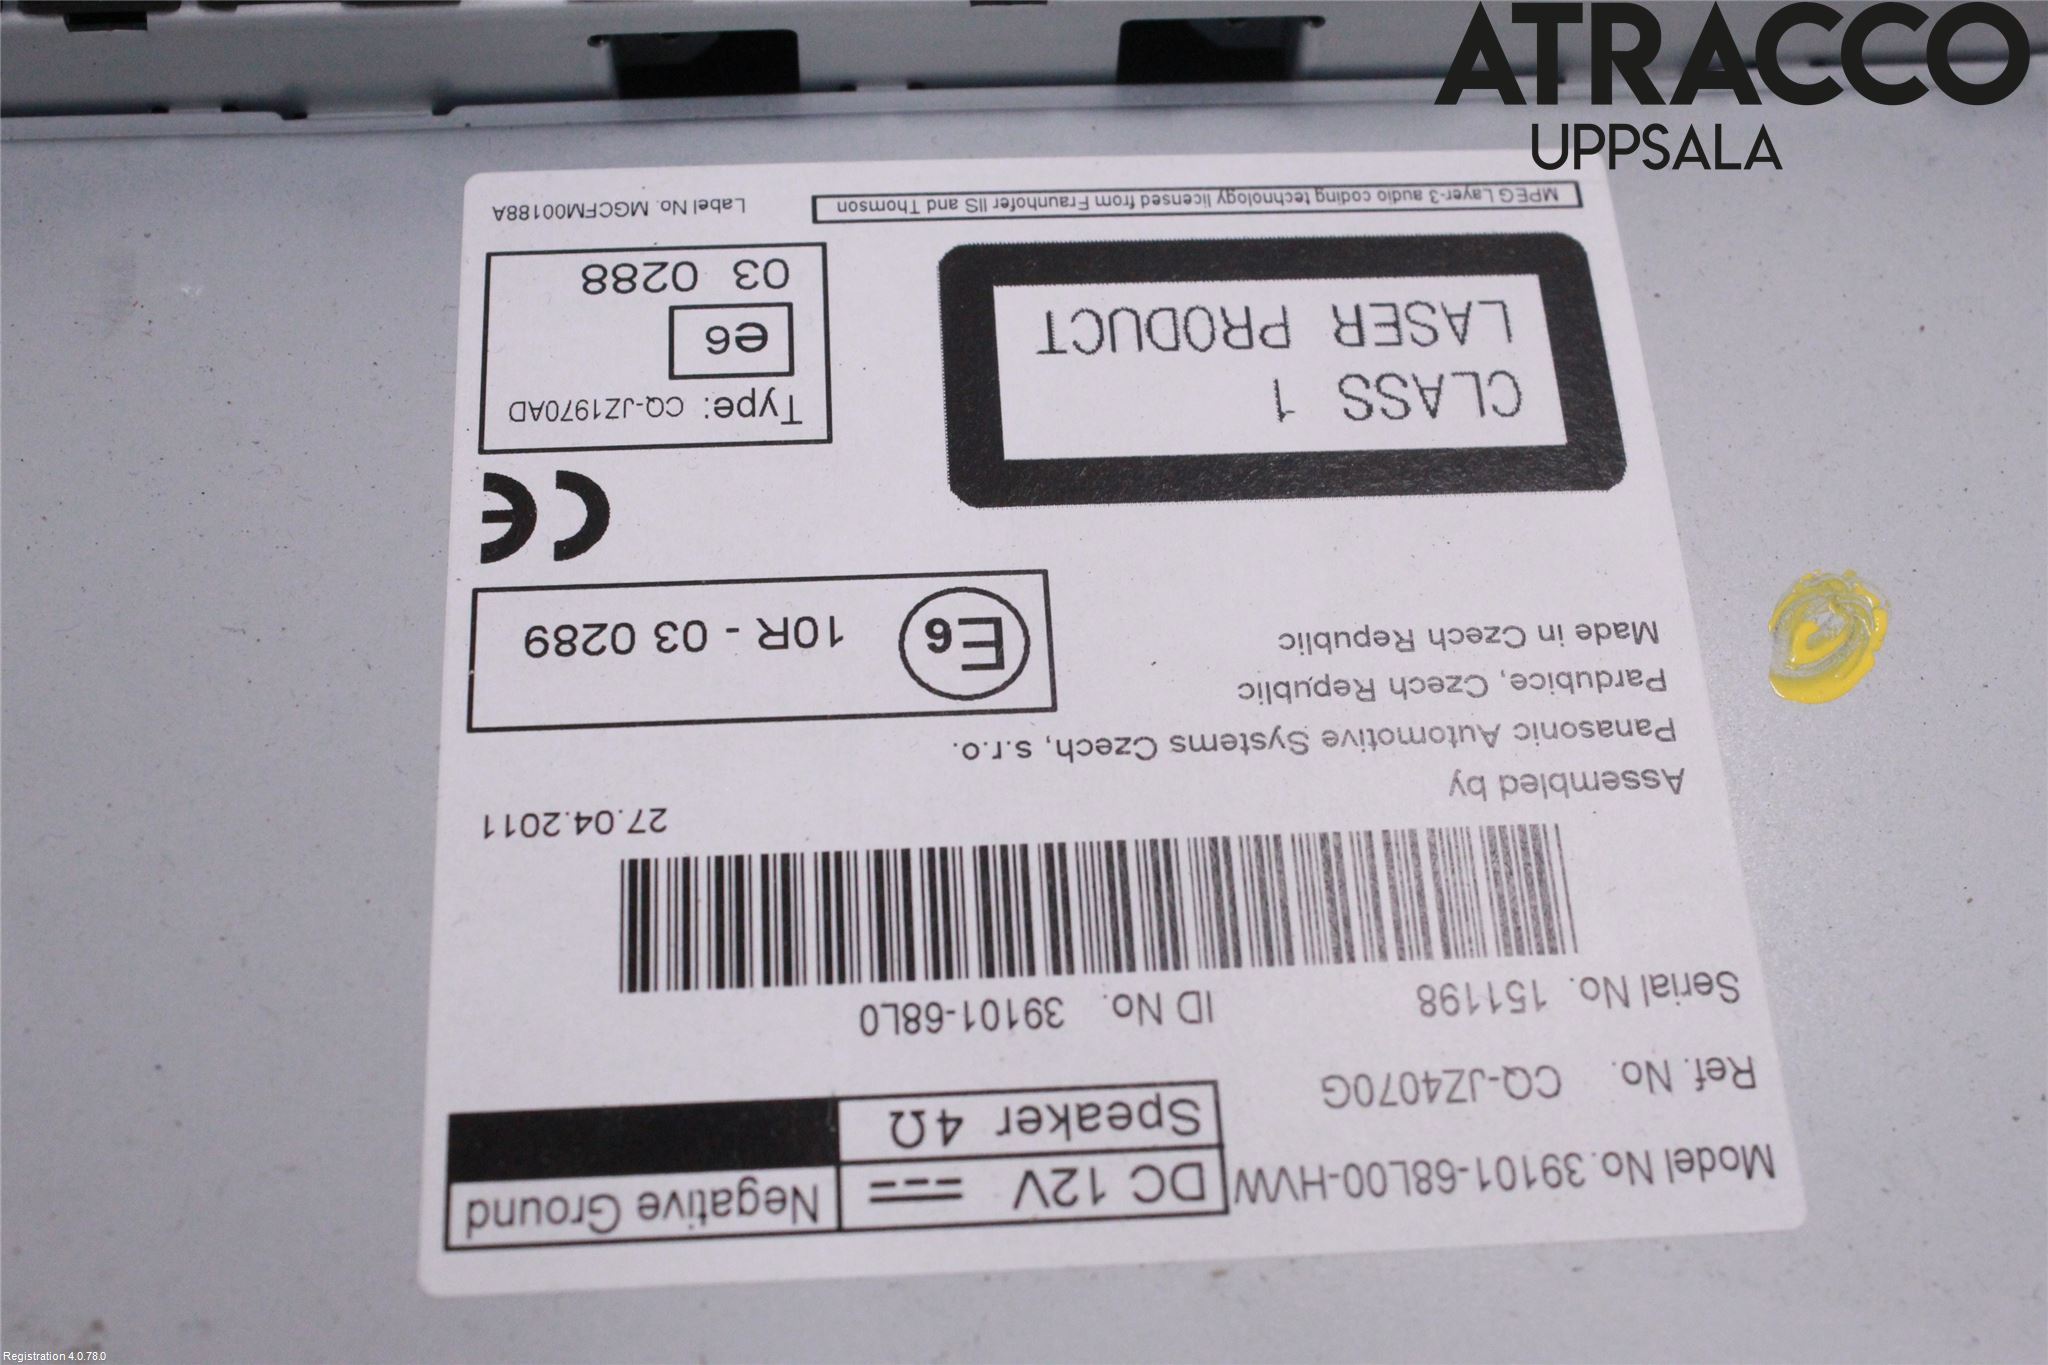 ATRACCO
UPPSALA
Model No. 39101-68L00-HVW
DC 12V
Negative Ground
Speaker 4Ω
Ref. No. CQ-JZ4070G
Serial No. 151198
ID No. 39101-68L0
27.04.2011
Assembled by
Panasonic Automotive Systems Czech, s.r.o.
Pardubice, Czech Republic
Made in Czech Republic
E6 10R - 03 0289
CE
CLASS 1
LASER PRODUCT
Type: CQ-JZ1970AD
e6
03 0288
MPEG Layer-3 audio coding technology licensed from Fraunhofer IIS and Thomson
Label No. MGCFM00188A
Registration 4.0.78.0